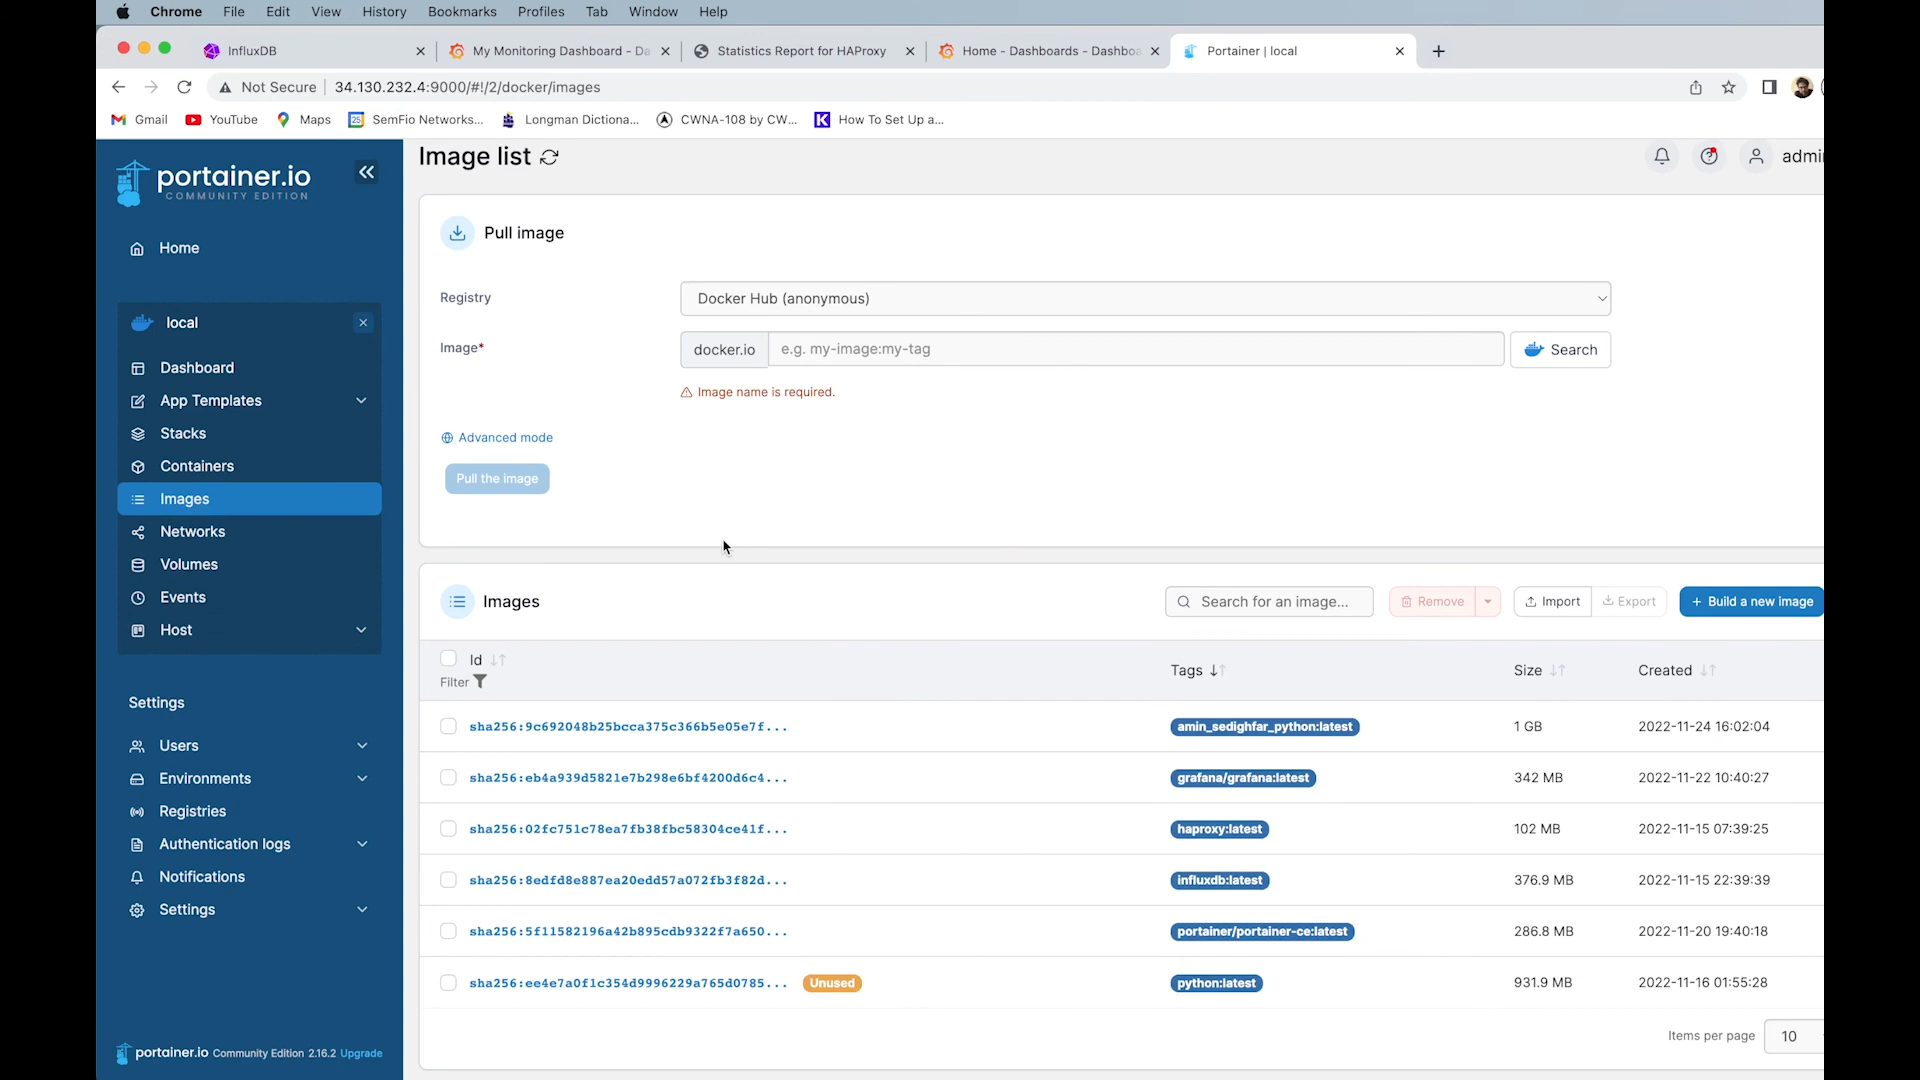 Chrome File Edit View History Bookmarks Profiles Tab Window Help
InfluxDB My Monitoring Dashboard - Da Statistics Report for HAProxy Home - Dashboards - Dashboa Portainer | local
Not Secure 34.130.232.4:9000/#!/2/docker/images
Gmail YouTube Maps 25 SemFio Networks... Longman Dictiona... CWNA-108 by CW... How To Set Up a...
portainer.io
COMMUNITY EDITION
Home
local
Dashboard
App Templates
Stacks
Containers
Images
Networks
Volumes
Events
Host
Settings
Users
Environments
Registries
Authentication logs
Notifications
Settings
portainer.io Community Edition 2.16.2 Upgrade
Image list
admin
Pull image
Registry Docker Hub (anonymous)
Image* docker.io e.g. my-image:my-tag Search
Image name is required.
Advanced mode
Pull the image
Images Search for an image... Remove Import Export + Build a new image
Id Tags Size Created
Filter
sha256:9c692048b25bcca375c366b5e05e7f... amin_sedighfar_python:latest 1 GB 2022-11-24 16:02:04
sha256:eb4a939d5821e7b298e6bf4200d6c4... grafana/grafana:latest 342 MB 2022-11-22 10:40:27
sha256:02fc751c78ea7fb38fbc58304ce41f... haproxy:latest 102 MB 2022-11-15 07:39:25
sha256:8edfd8e887ea20edd57a072fb3f82d... influxdb:latest 376.9 MB 2022-11-15 22:39:39
sha256:5f11582196a42b895cdb9322f7a650... portainer/portainer-ce:latest 286.8 MB 2022-11-20 19:40:18
sha256:ee4e7a0f1c354d9996229a765d0785... Unused python:latest 931.9 MB 2022-11-16 01:55:28
Items per page 10